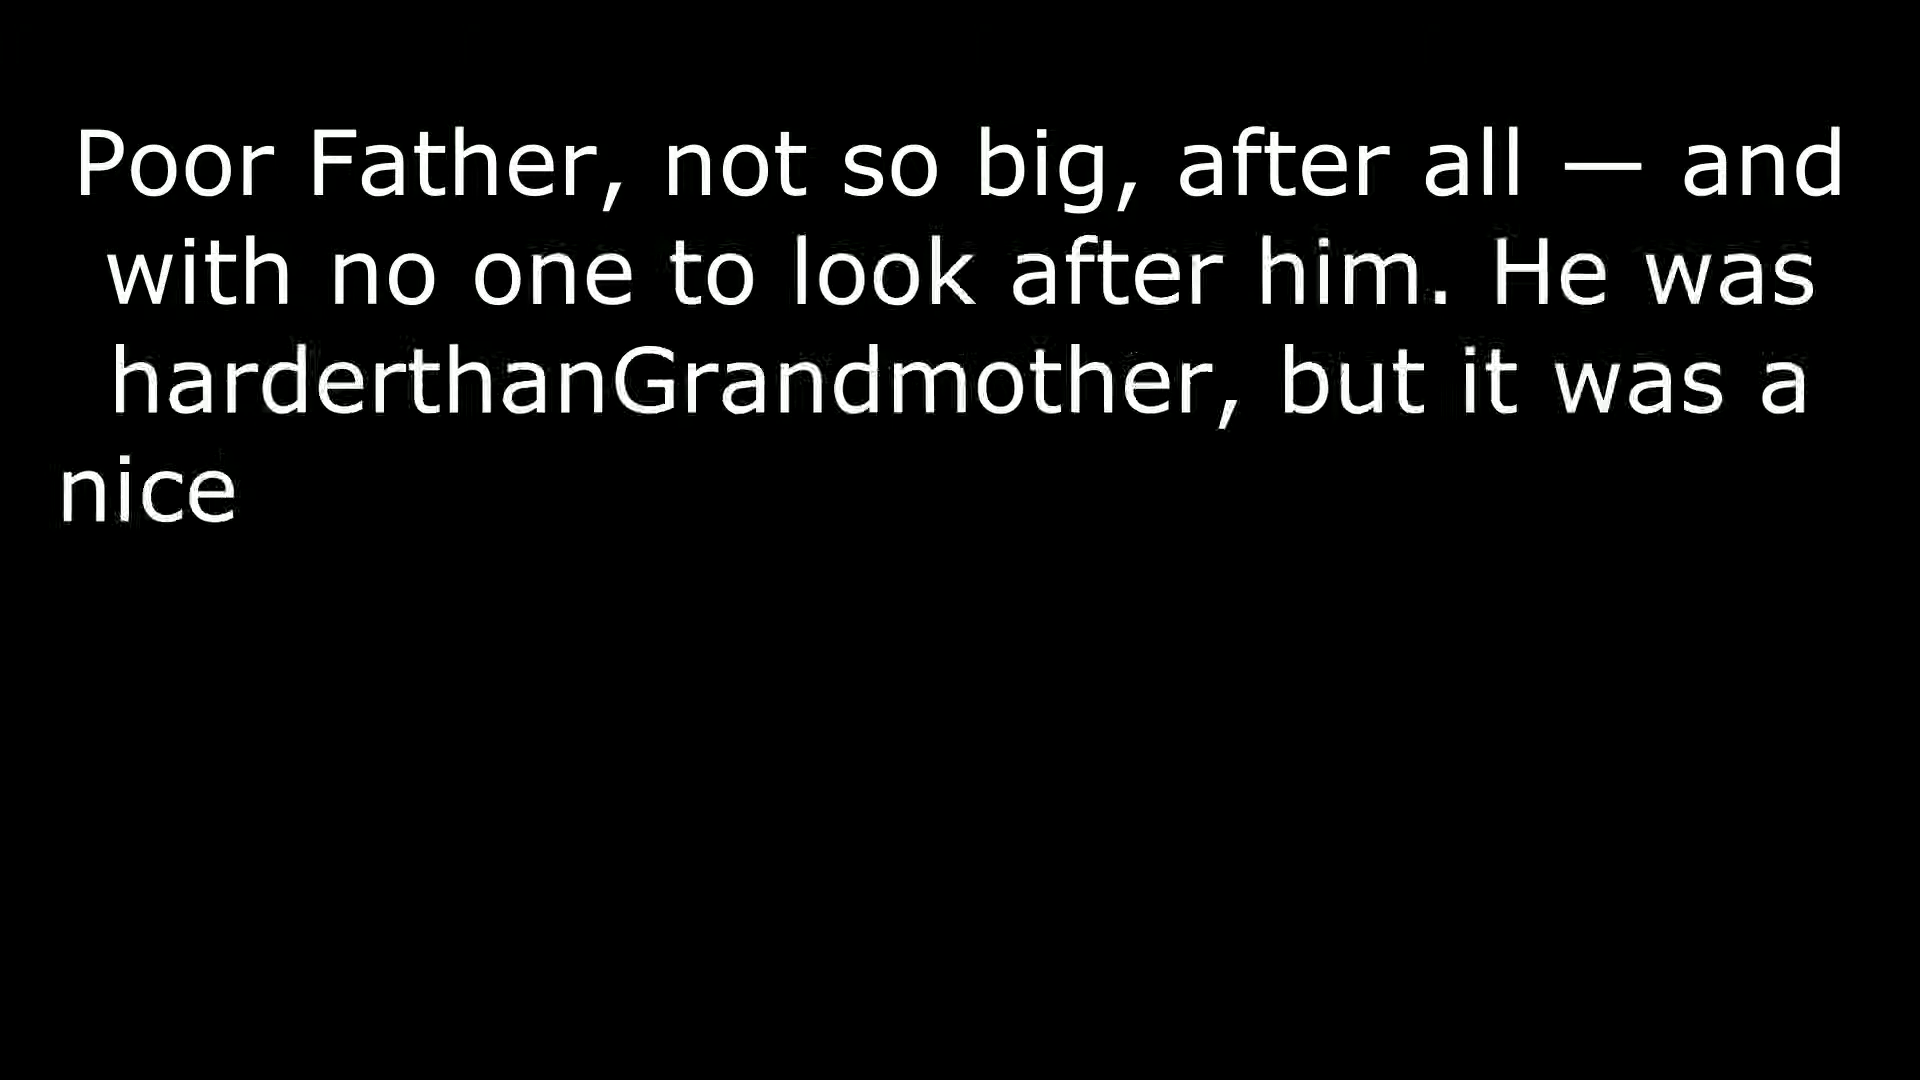 Poor Father, not so big, after all — and
with no one to look after him. He was
harderthanGrandmother, but it was a
nice